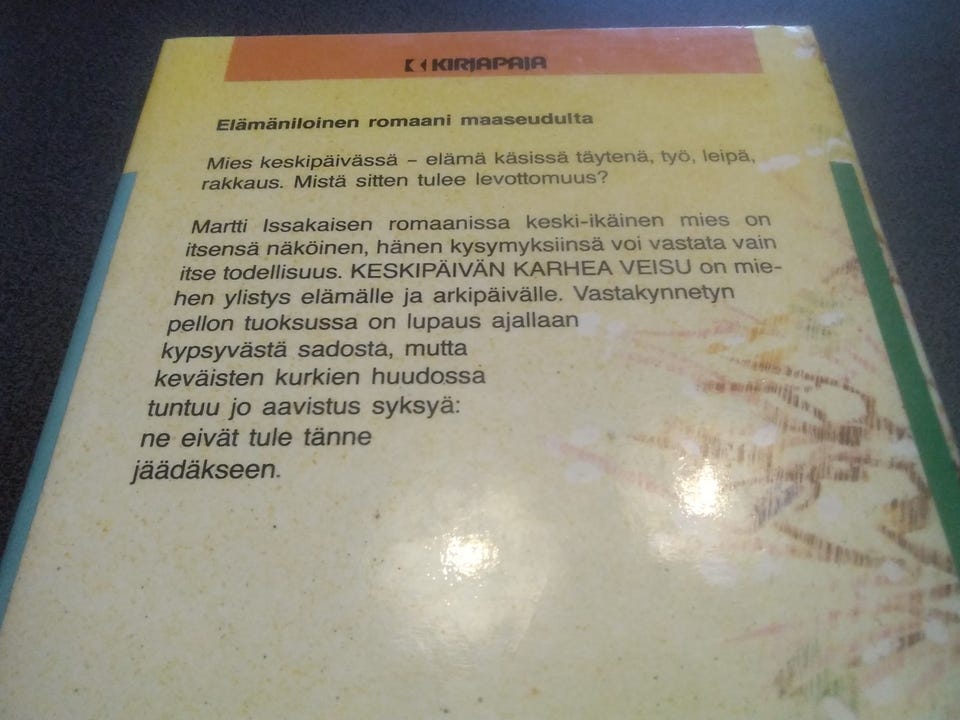 KIRJAPAJA
Elämäniloinen romaani maaseudulta
Mies keskipäivässä – elämä käsissä täytenä, työ, leipä,
rakkaus. Mistä sitten tulee levottomuus?
Martti Issakaisen romaanissa keski-ikäinen mies on
itsensä näköinen, hänen kysymyksiinsä voi vastata vain
itse todellisuus. KESKIPÄIVÄN KARHEA VEISU on mie-
hen ylistys elämälle ja arkipäivälle. Vastakynnetyn
pellon tuoksussa on lupaus ajallaan
kypsyvästä sadosta, mutta
keväisten kurkien huudossa
tuntuu jo aavistus syksyä:
ne eivät tule tänne
jäädäkseen.